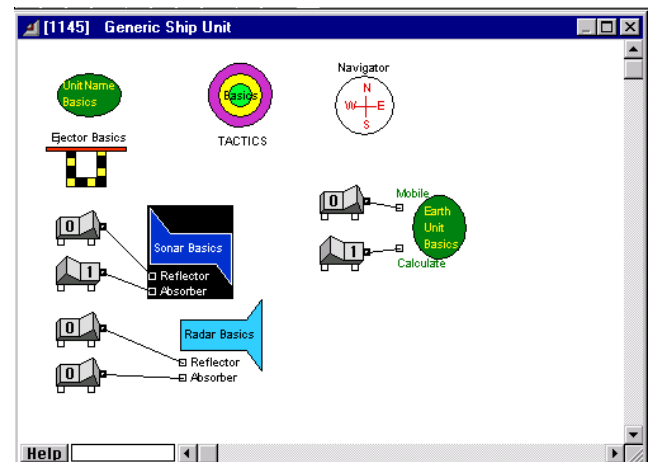 [1145] Generic Ship Unit
Unit Name
Basics
Basics
TACTICS
Navigator
N
W E
S
Ejector Basics
0
1
Sonar Basics
Reflector
Absorber
0
0
Radar Basics
Reflector
Absorber
0
1
Mobile
Earth
Unit
Basics
Calculate
Help